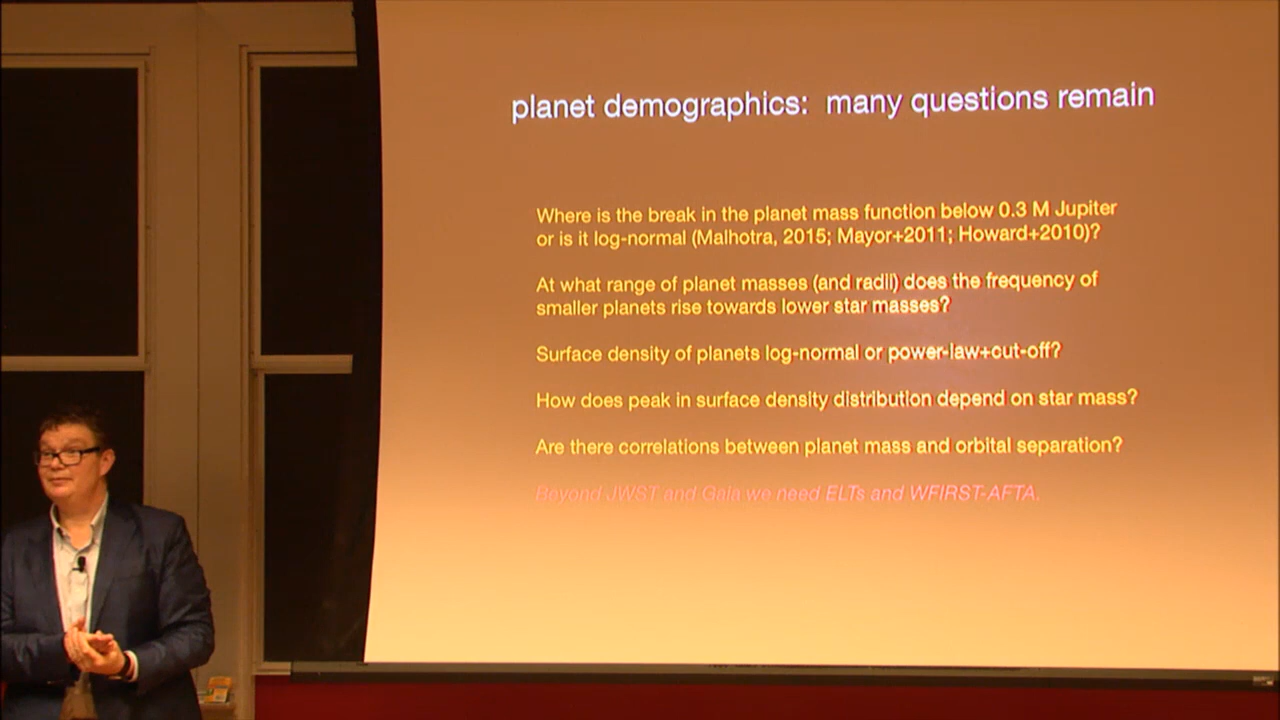 planet demographics: many questions remain
Where is the break in the planet mass function below 0.3 M Jupiter
or is it log-normal (Malhotra, 2015; Mayor+2011; Howard+2010)?
At what range of planet masses (and radii) does the frequency of
smaller planets rise towards lower star masses?
Surface density of planets log-normal or power-law+cut-off?
How does peak in surface density distribution depend on star mass?
Are there correlations between planet mass and orbital separation?
Beyond JWST and Gaia we need ELTs and WFIRST-AFTA.